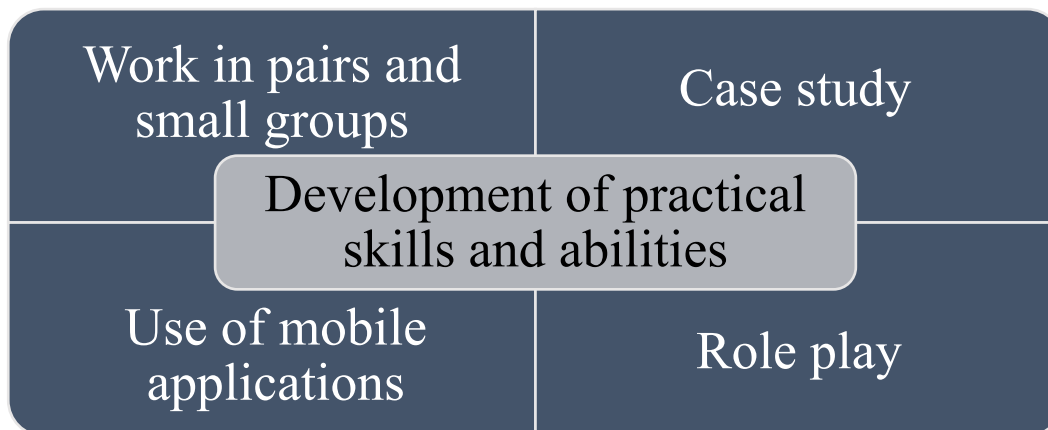 Work in pairs and
small groups
Case study
Development of practical
skills and abilities
Use of mobile
applications
Role play